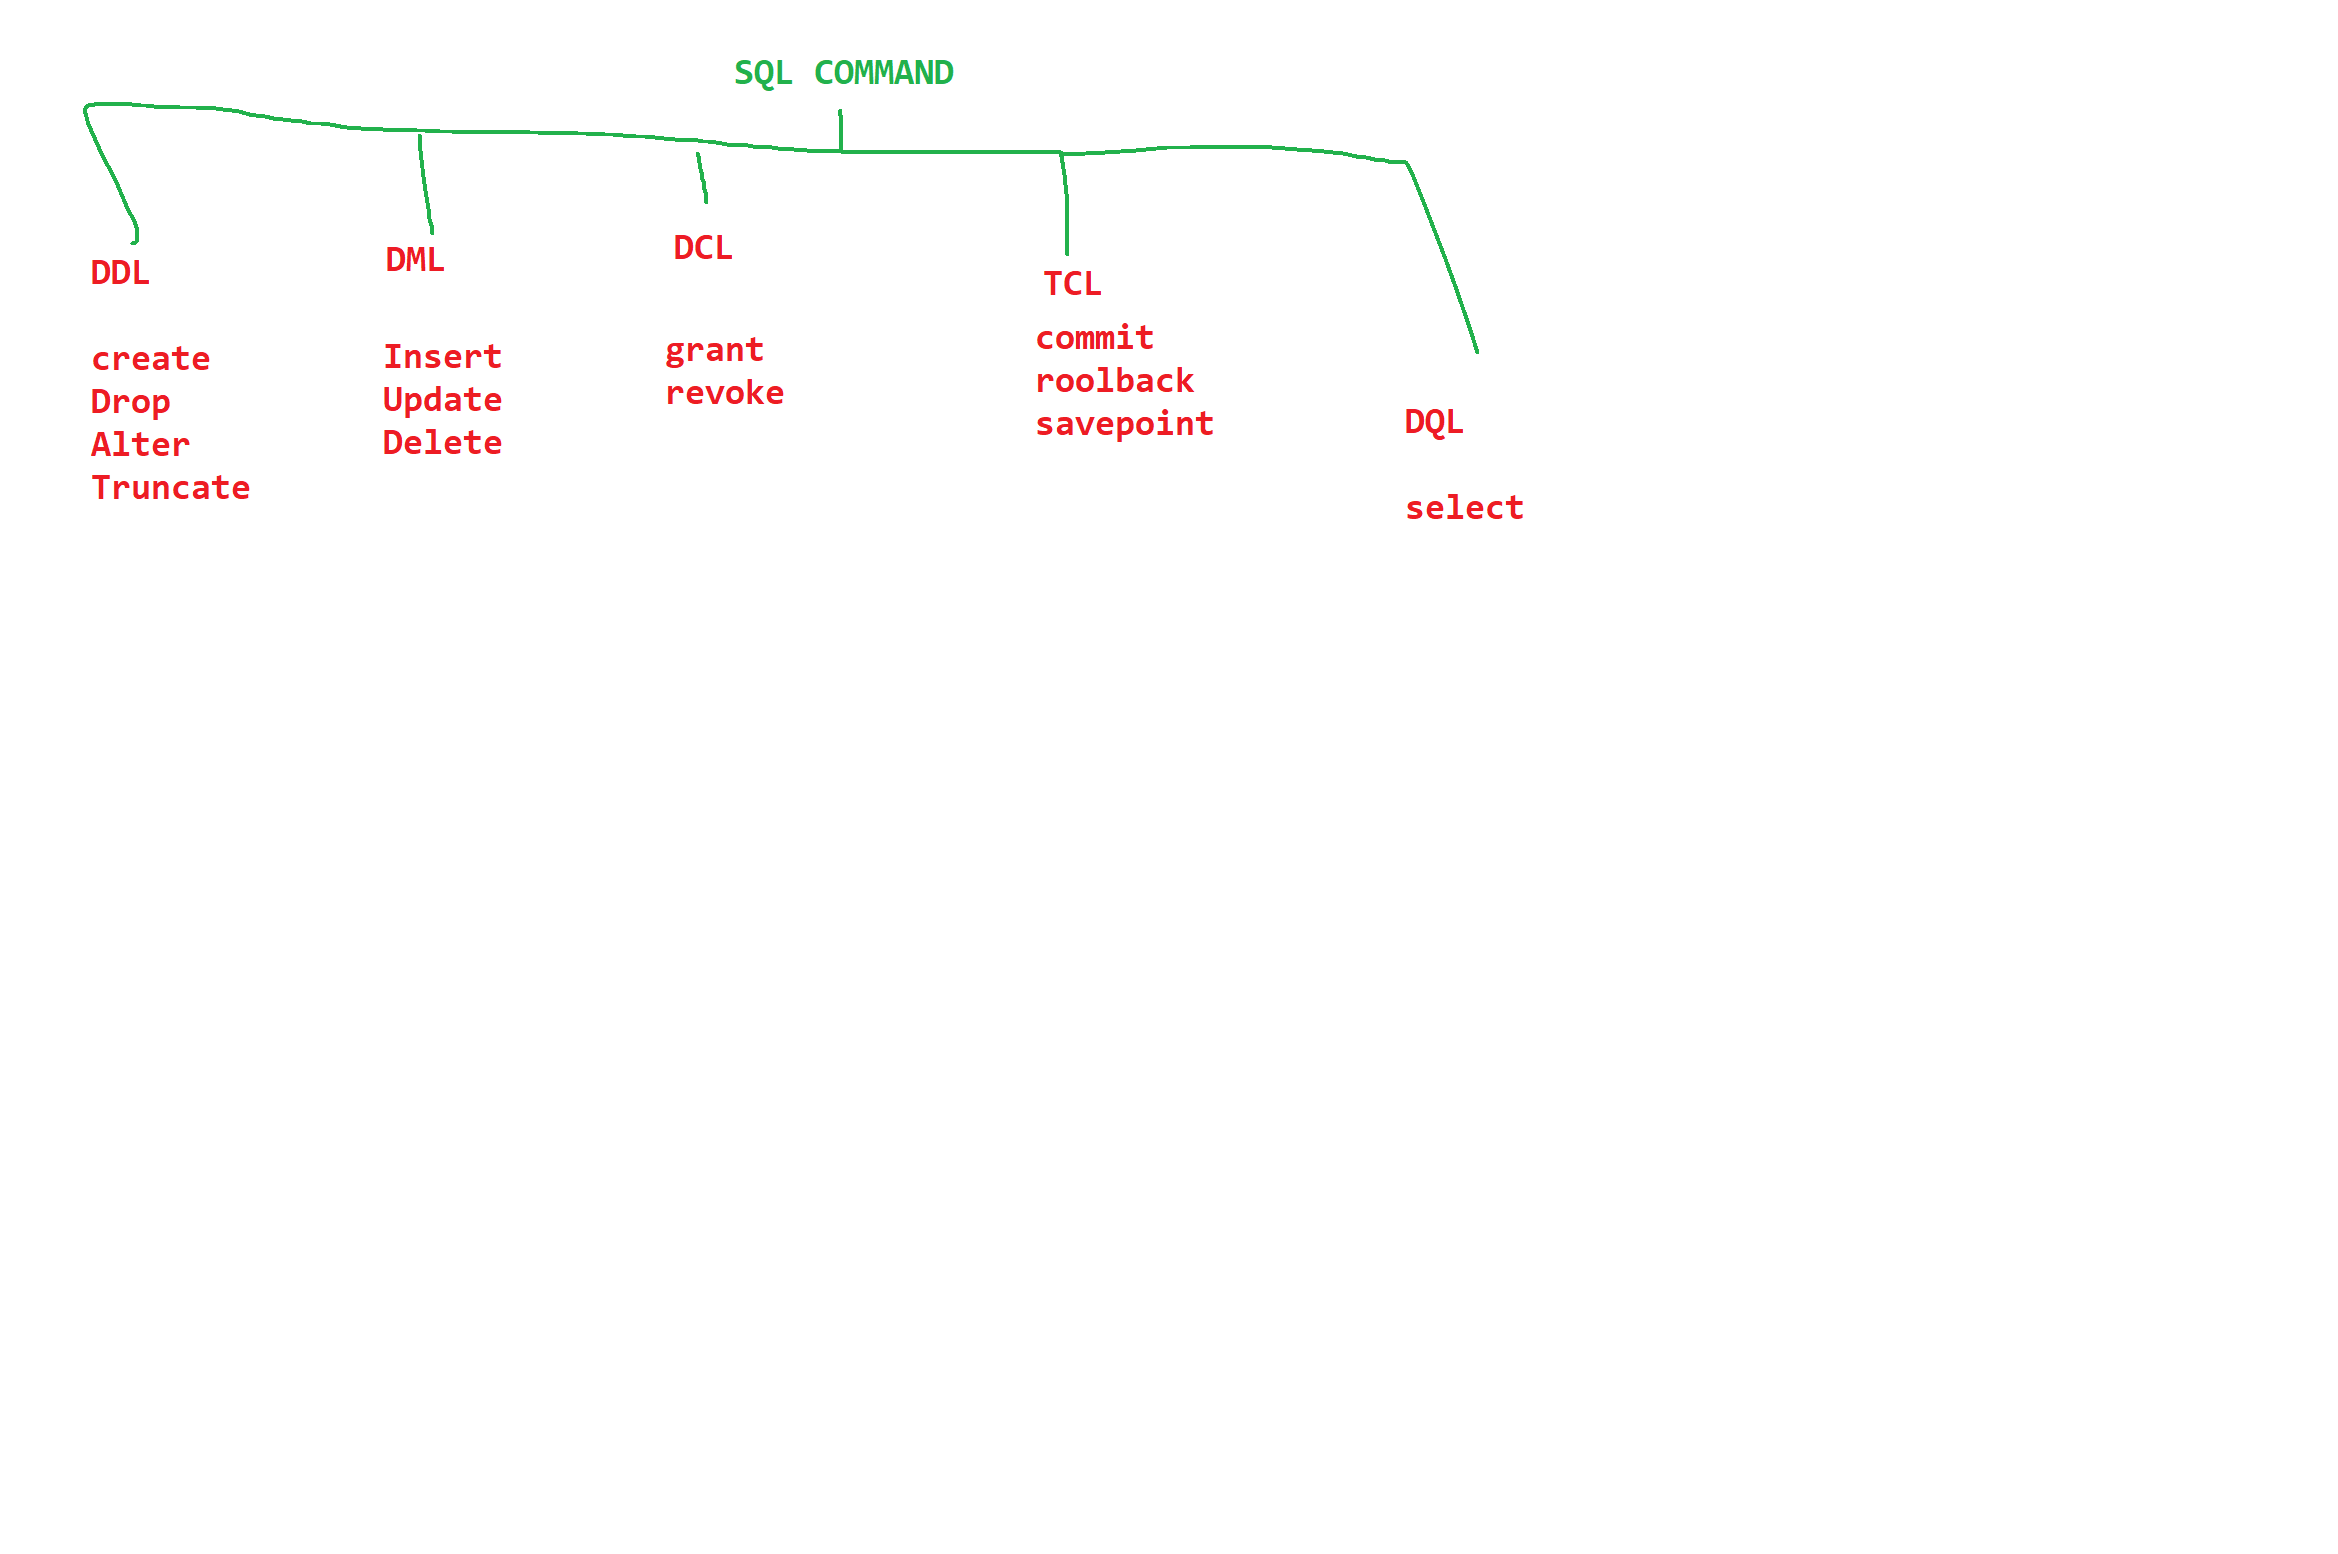 SQL COMMAND
DDL
create
Drop
Alter
Truncate
DML
Insert
Update
Delete
DCL
grant
revoke
TCL
commit
roolback
savepoint
DQL
select